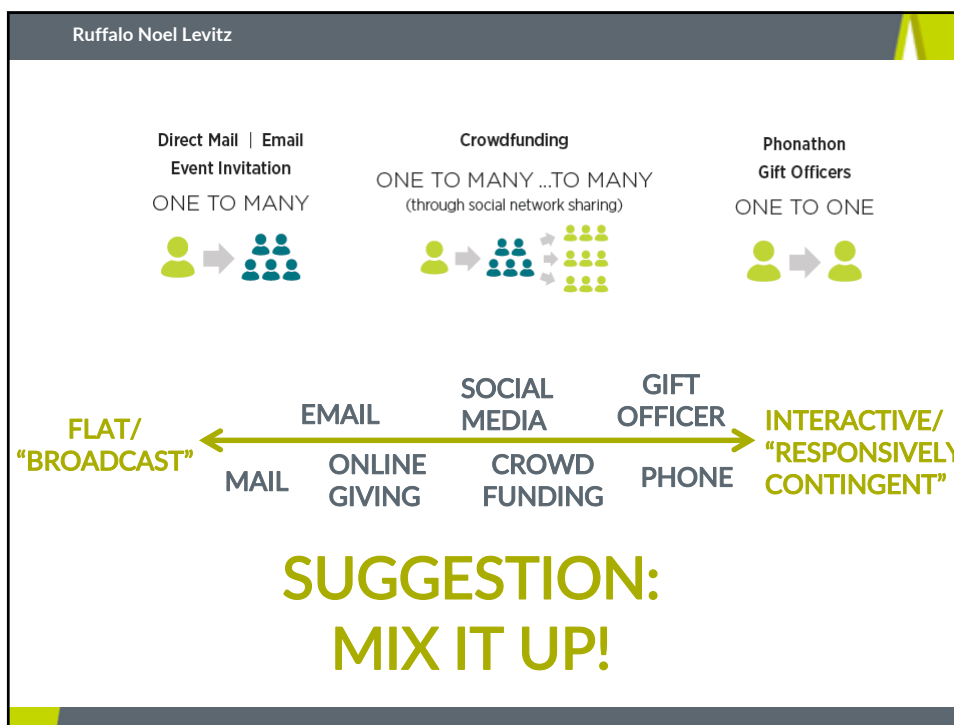 Ruffalo Noel Levitz
Direct Mail | Email
Event Invitation
ONE TO MANY
Crowdfunding
ONE TO MANY ...TO MANY
(through social network sharing)
Phonathon
Gift Officers
ONE TO ONE
FLAT/
“BROADCAST”
EMAIL
SOCIAL
MEDIA
GIFT
OFFICER
MAIL
ONLINE
GIVING
CROWD
FUNDING
PHONE
INTERACTIVE/
“RESPONSIVELY
CONTINGENT”
SUGGESTION:
MIX IT UP!